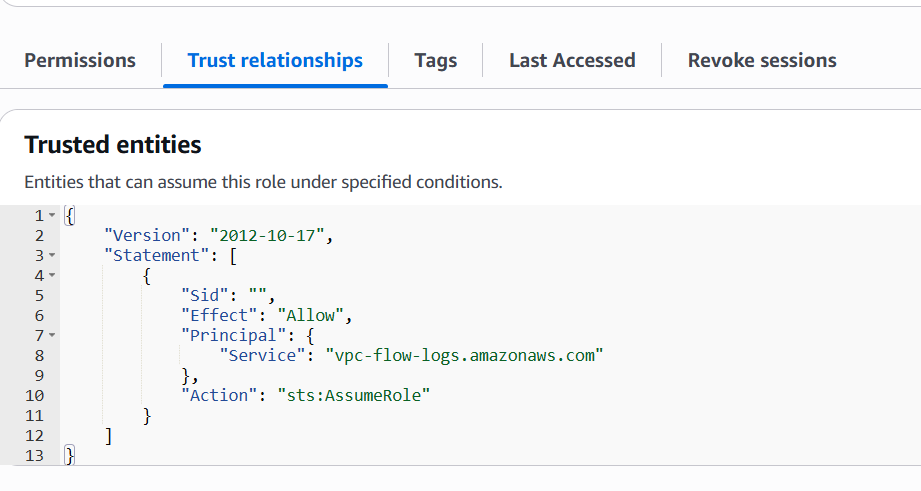 Permissions Trust relationships Tags Last Accessed Revoke sessions
Trusted entities
Entities that can assume this role under specified conditions.
1 {
2     "Version": "2012-10-17",
3     "Statement": [
4         {
5             "Sid": "",
6             "Effect": "Allow",
7             "Principal": {
8                 "Service": "vpc-flow-logs.amazonaws.com"
9             },
10             "Action": "sts:AssumeRole"
11         }
12     ]
13 }